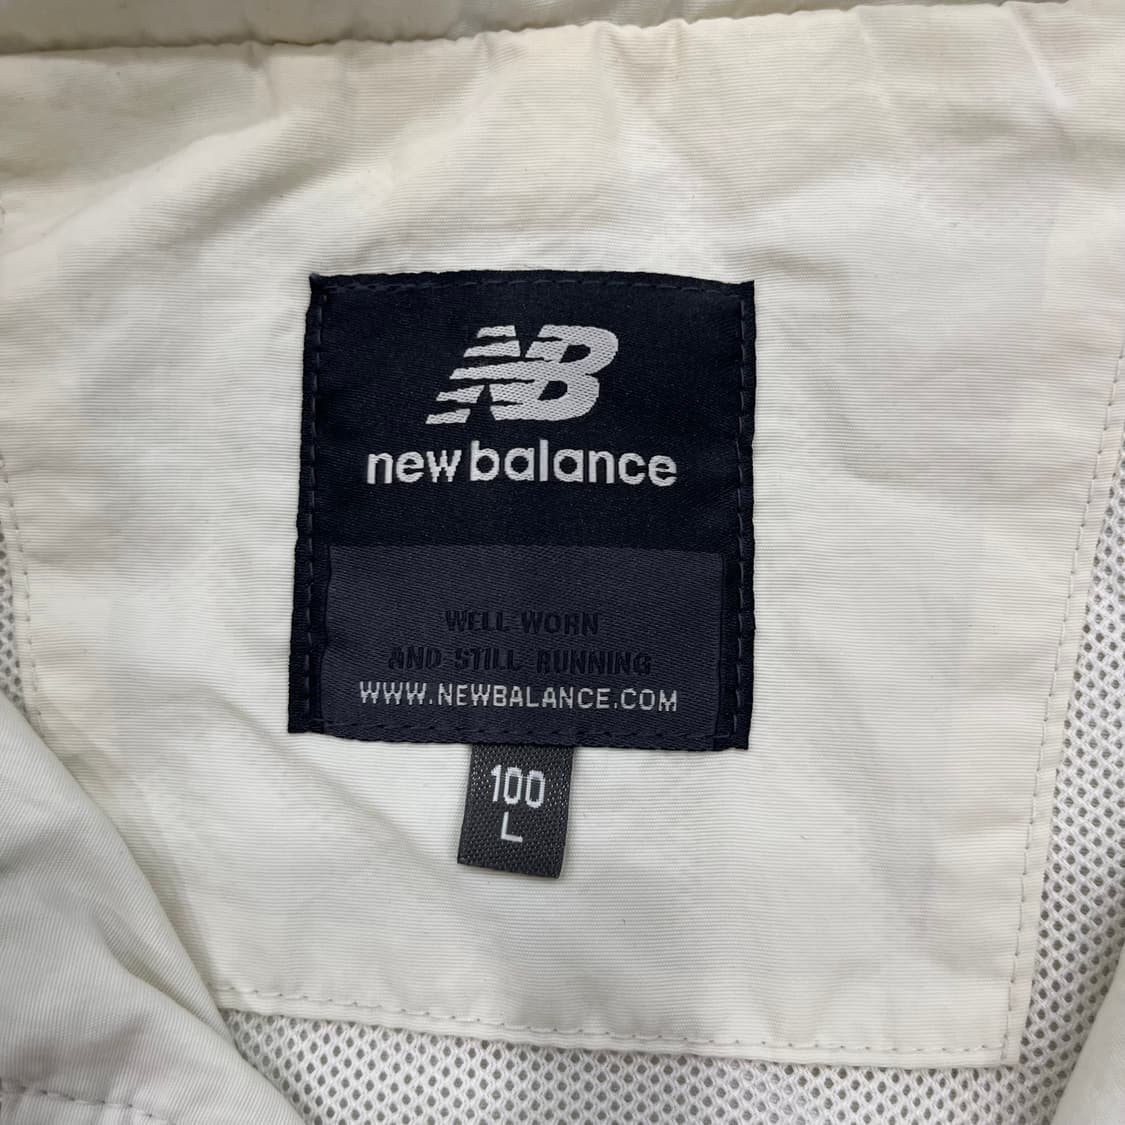 NB
new balance
WELL WORN
AND STILL RUNNING
WWW.NEWBALANCE.COM
100
L